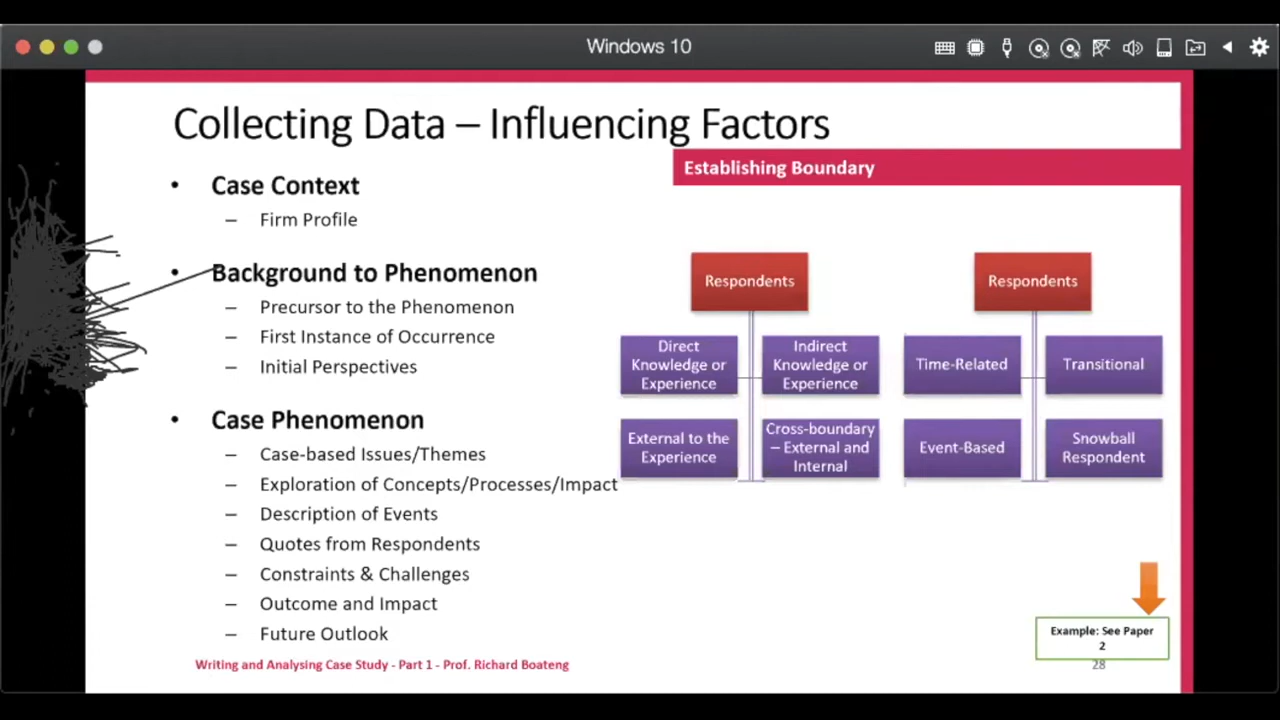 Windows 10
Collecting Data – Influencing Factors
Establishing Boundary
• Case Context
– Firm Profile
• Background to Phenomenon
– Precursor to the Phenomenon
– First Instance of Occurrence
– Initial Perspectives
• Case Phenomenon
– Case-based Issues/Themes
– Exploration of Concepts/Processes/Impact
– Description of Events
– Quotes from Respondents
– Constraints & Challenges
– Outcome and Impact
– Future Outlook
Respondents
Direct
Knowledge or
Experience
Indirect
Knowledge or
Experience
External to the
Experience
Cross-boundary
– External and
Internal
Respondents
Time-Related
Transitional
Event-Based
Snowball
Respondent
Example: See Paper
2
Writing and Analysing Case Study - Part 1 - Prof. Richard Boateng
28